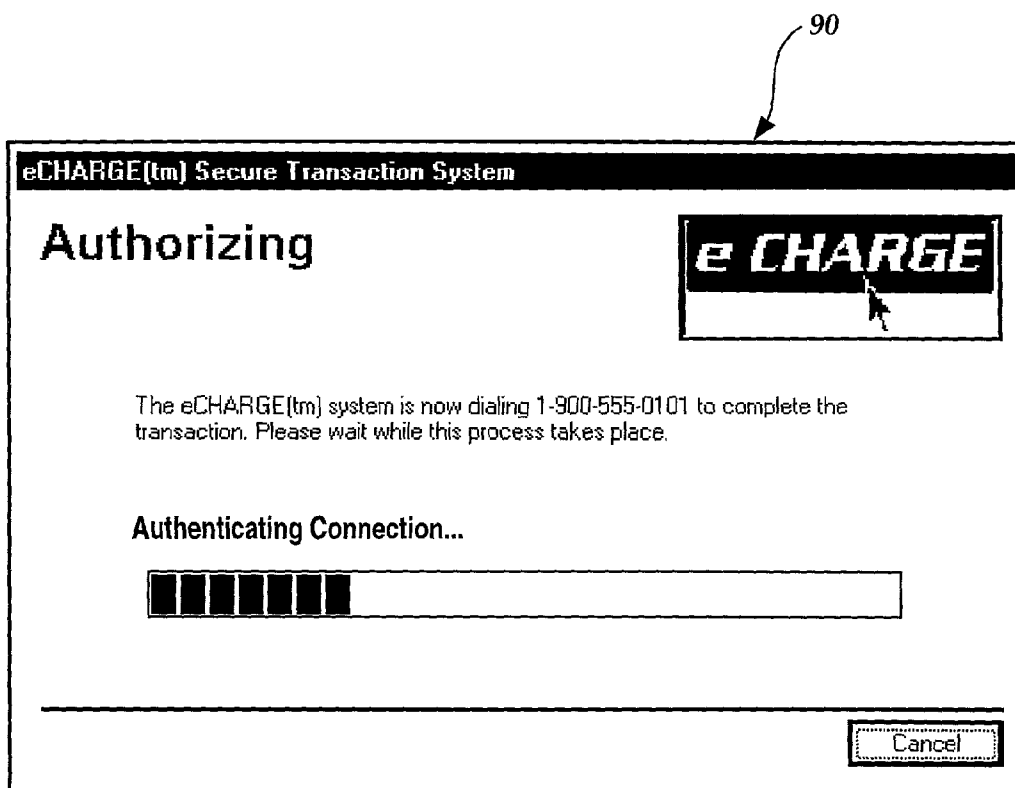 90
eCHARGE(tm) Secure Transaction System
Authorizing
e CHARGE
The eCHARGE(tm) system is now dialing 1-900-555-0101 to complete the
transaction. Please wait while this process takes place.
Authenticating Connection...
Cancel